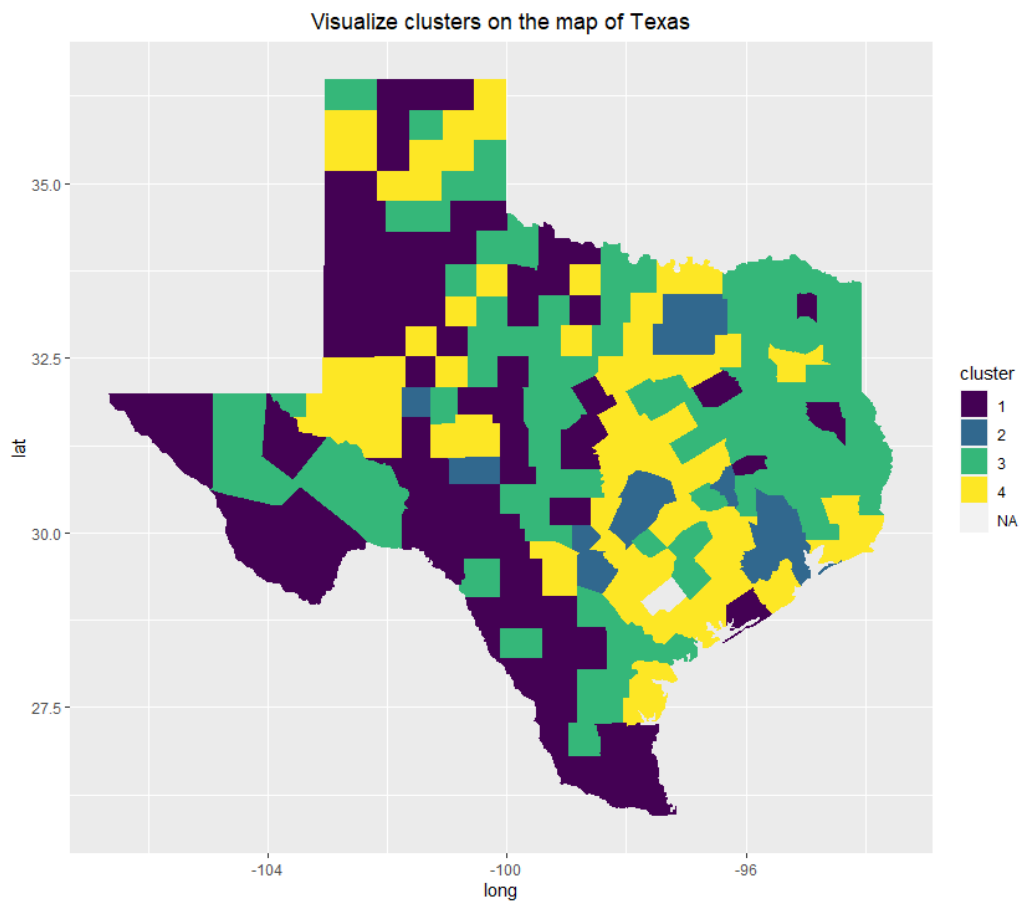 Visualize clusters on the map of Texas
35.0
32.5
30.0
27.5
lat
-104
-100
-96
long
cluster
1
2
3
4
NA